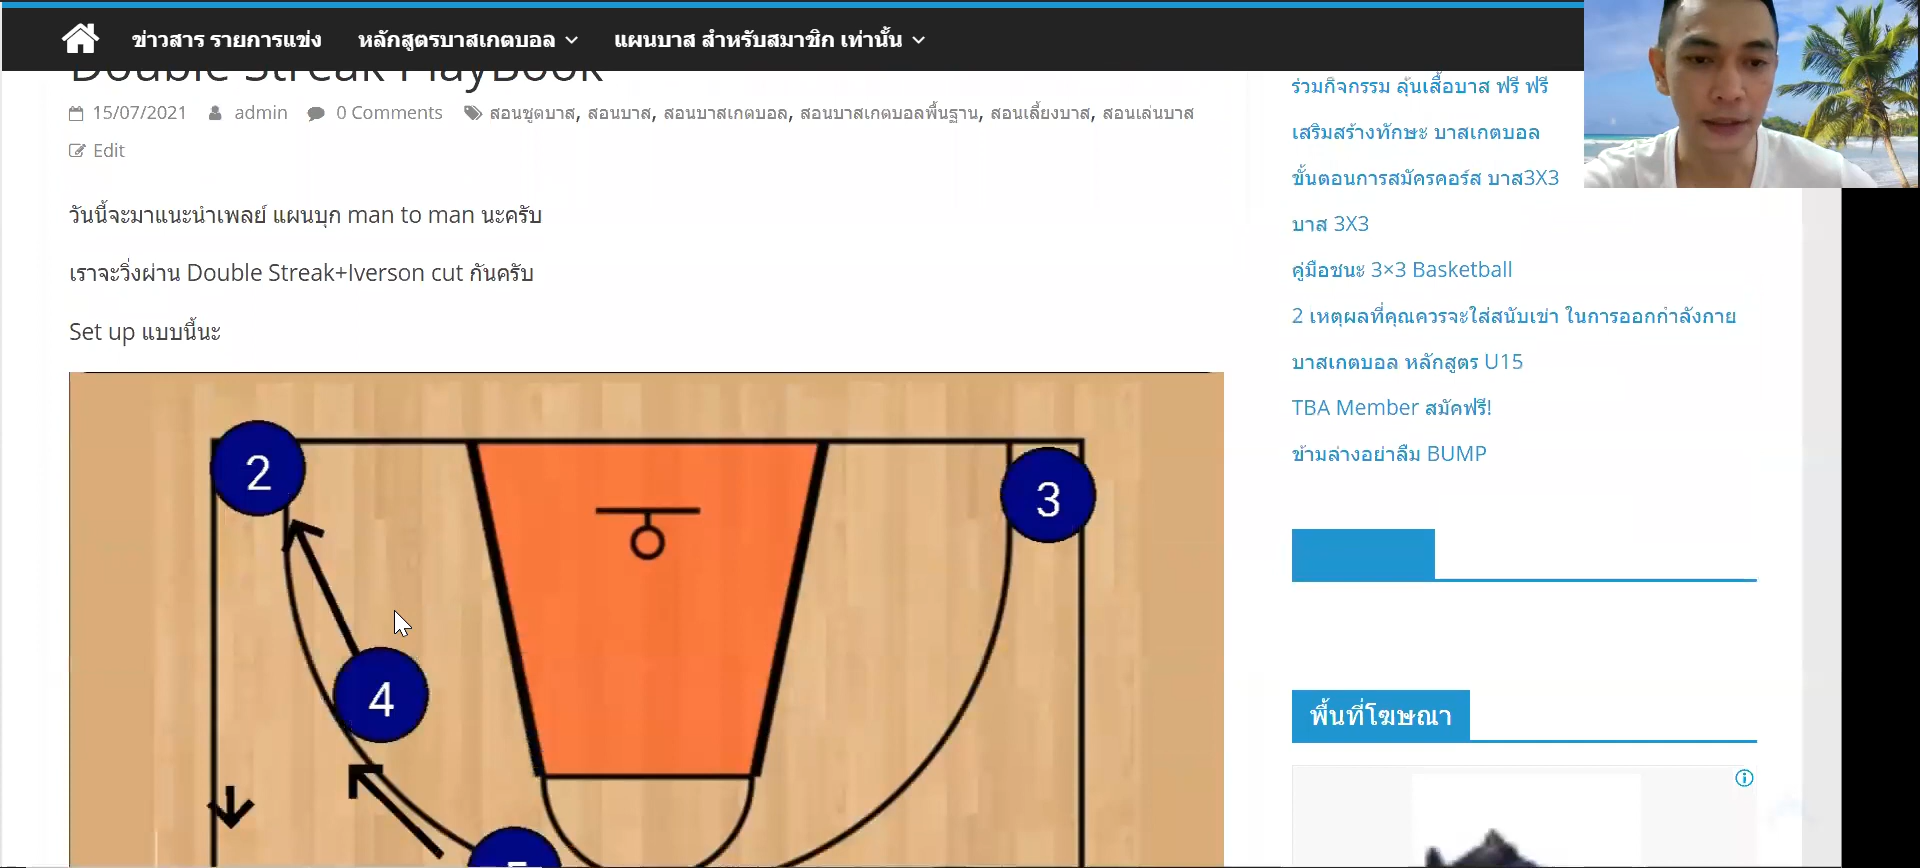 ข่าวสาร รายการแข่ง
หลักสูตรบาสเกตบอล
แผนบาส สำหรับสมาชิก เท่านั้น
Double Streak PlayBook
15/07/2021
admin
0 Comments
สอนชูตบาส, สอนบาส, สอนบาสเกตบอล, สอนบาสเกตบอลพื้นฐาน, สอนเลี้ยงบาส, สอนเล่นบาส
Edit
วันนี้จะมาแนะนำเพลย์ แผนบุก man to man นะครับ
เราจะวิ่งผ่าน Double Streak+Iverson cut กันครับ
Set up แบบนี้นะ
2
3
4
ร่วมกิจกรรม ลุ้นเสื้อบาส ฟรี ฟรี
เสริมสร้างทักษะ บาสเกตบอล
ขั้นตอนการสมัครคอร์ส บาส3X3
บาส 3X3
คู่มือชนะ 3×3 Basketball
2 เหตุผลที่คุณควรจะใส่สนับเข่า ในการออกกำลังกาย
บาสเกตบอล หลักสูตร U15
TBA Member สมัคฟรี!
ข้ามล่างอย่าลืม BUMP
พื้นที่โฆษณา